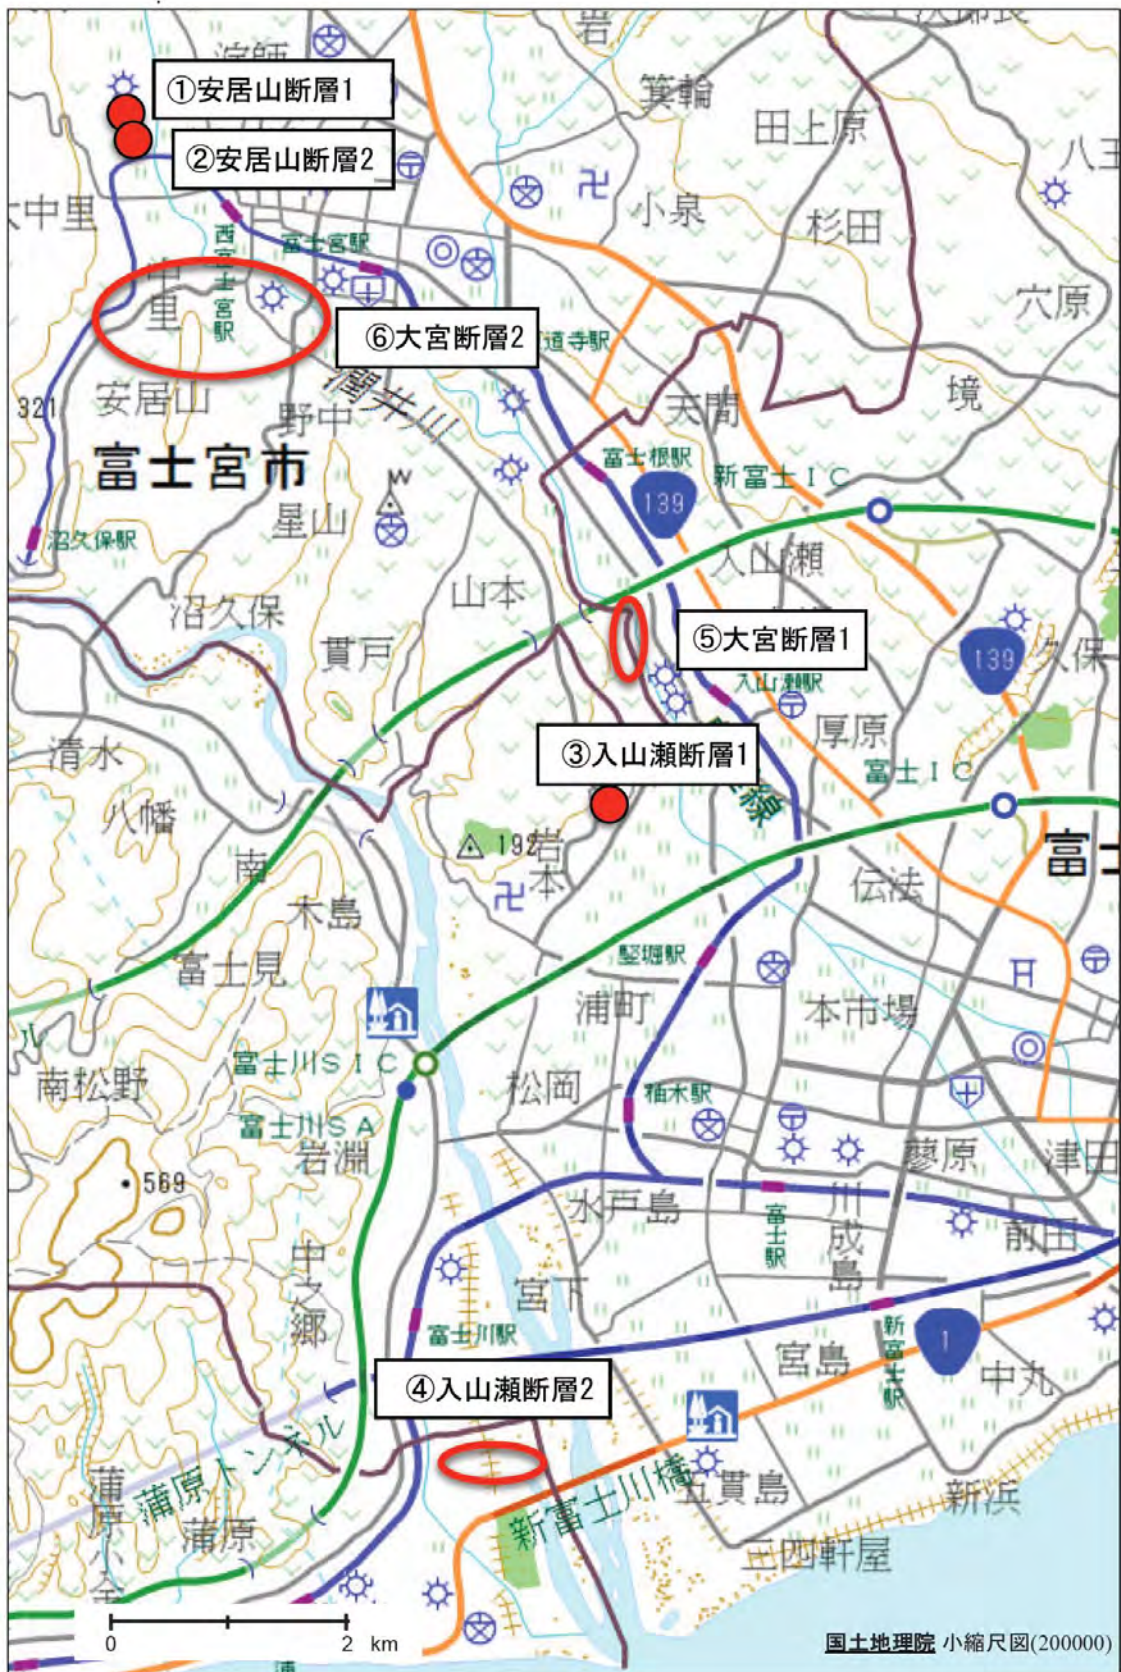 淀師
岩
箕輪
田上原
八王
①安居山断層1
②安居山断層2
大中里
小泉
杉田
西富士宮駅
富士宮駅
穴原
⑥大宮断層2
道寺駅
潤井川
天間
境
321
安居山
野中
富士宮市
W
富士根駅
新富士IC
139
星山
沼久保駅
入山瀬
山本
沼久保
貫戸
⑤大宮断層1
139
久保
入山瀬駅
厚原
清水
③入山瀬断層1
富士IC
八幡
線
192
岩本
南
富士
木島
伝法
富士見
竪堀駅
浦町
本市場
ル
富士川SIC
南松野
松岡
柚木駅
富士川SA
岩淵
蓼原
津田
569
水戸島
富士駅
川成島
前田
中之郷
宮下
富士川駅
1
新富士駅
宮島
中丸
④入山瀬断層2
蒲原トンネル
新富士川橋
五貫島
新浜
蒲原
三四軒屋
0
2 km
国土地理院 小縮尺図(200000)